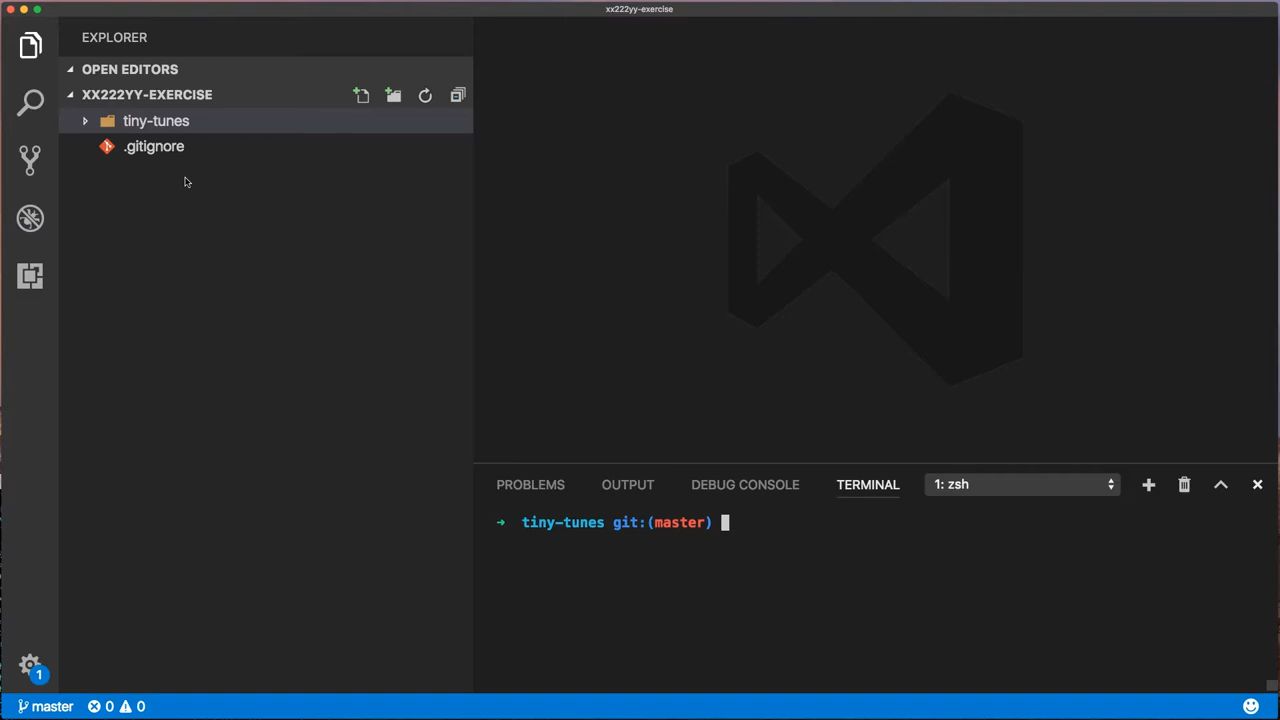 xx222yy-exercise
EXPLORER
OPEN EDITORS
XX222YY-EXERCISE
tiny-tunes
.gitignore
PROBLEMS OUTPUT DEBUG CONSOLE TERMINAL 1: zsh
→ tiny-tunes git:(master)
1
master 0 0